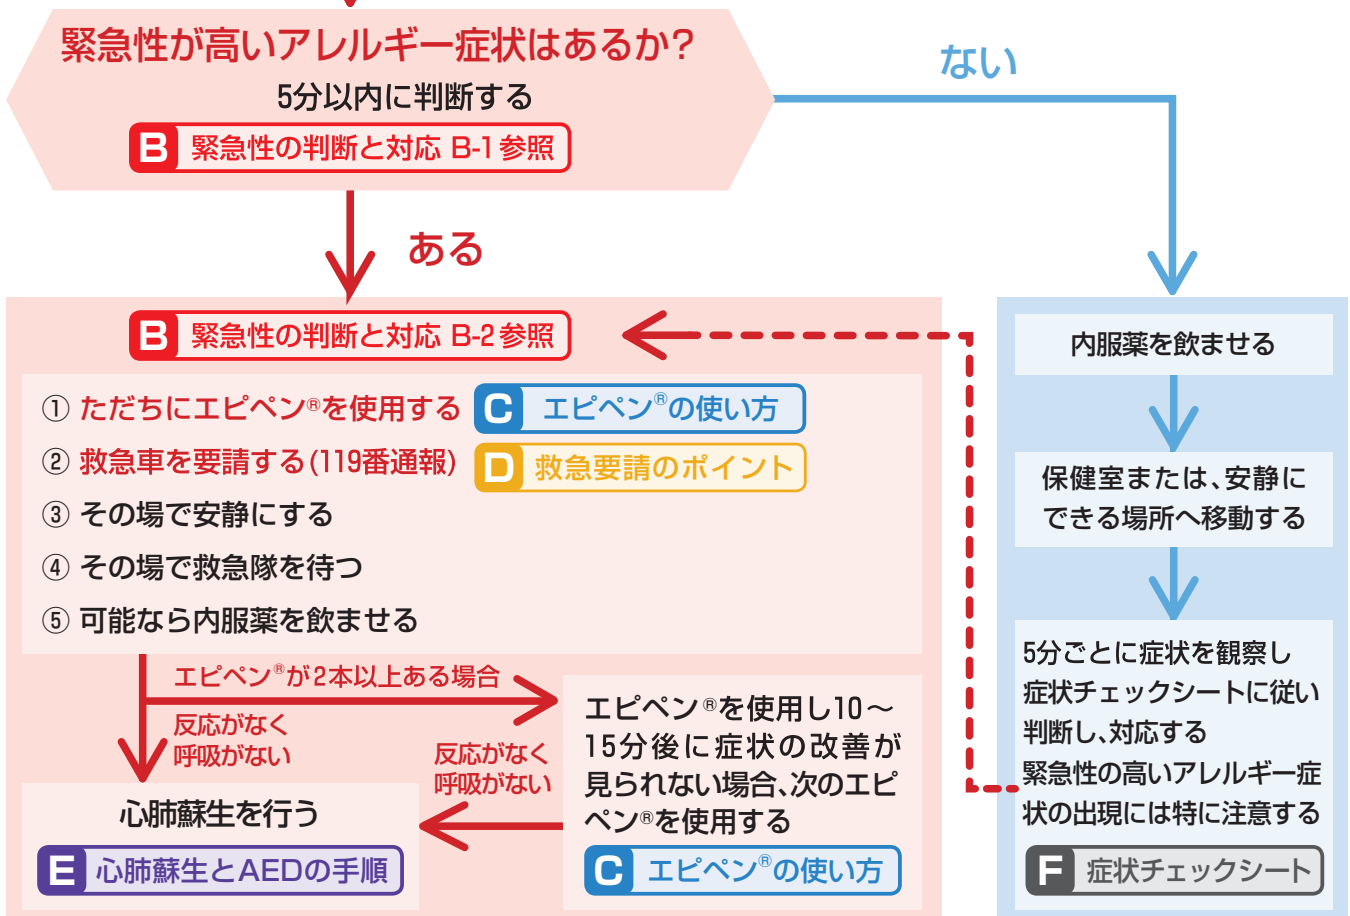 緊急性が高いアレルギー症状はあるか?
5分以内に判断する
B 緊急性の判断と対応 B-1参照
ない
ある
B 緊急性の判断と対応 B-2参照
① ただちにエピペン®を使用する
C エピペン®の使い方
② 救急車を要請する(119番通報)
D 救急要請のポイント
③ その場で安静にする
④ その場で救急隊を待つ
⑤ 可能なら内服薬を飲ませる
エピペン®が2本以上ある場合
反応がなく
呼吸がない
エピペン®を使用し10～
15分後に症状の改善が
見られない場合、次のエピ
ペン®を使用する
C エピペン®の使い方
反応がなく
呼吸がない
心肺蘇生を行う
E 心肺蘇生とAEDの手順
内服薬を飲ませる
保健室または、安静に
できる場所へ移動する
5分ごとに症状を観察し
症状チェックシートに従い
判断し、対応する
緊急性の高いアレルギー症
状の出現には特に注意する
F 症状チェックシート